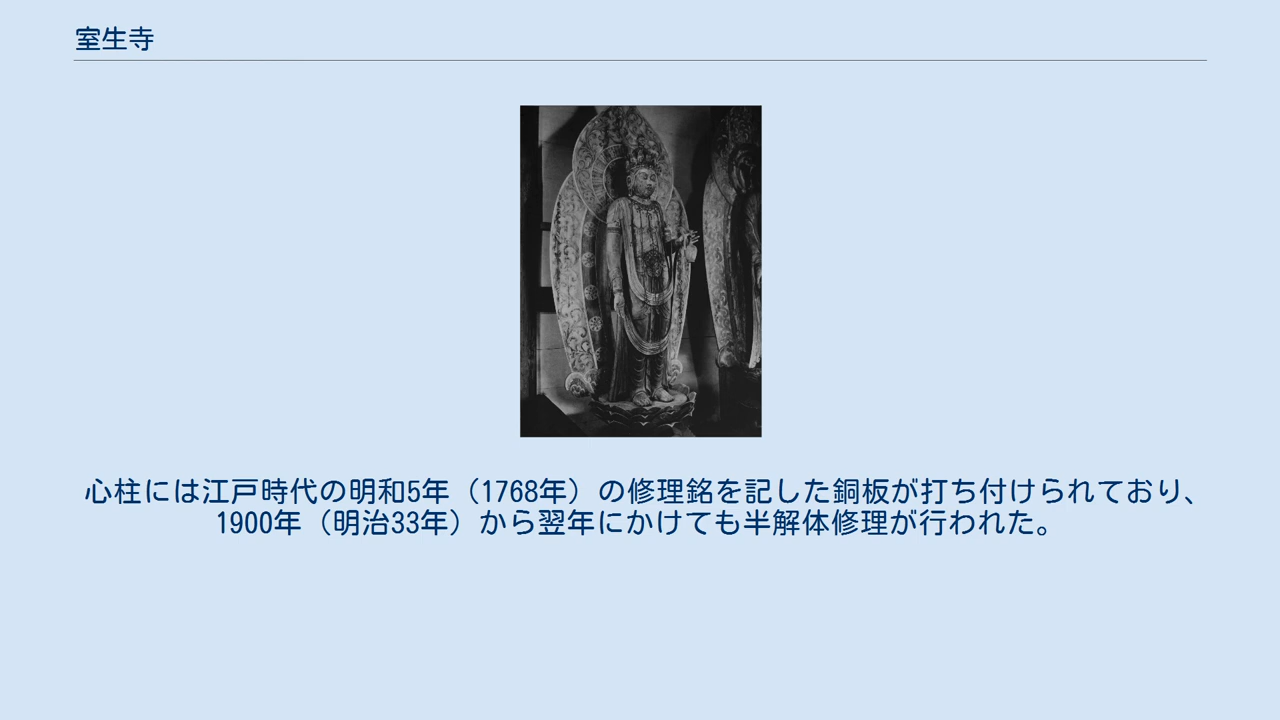 室生寺
心柱には江戸時代の明和5年（1768年）の修理銘を記した銅板が打ち付けられており、
1900年（明治33年）から翌年にかけても半解体修理が行われた。